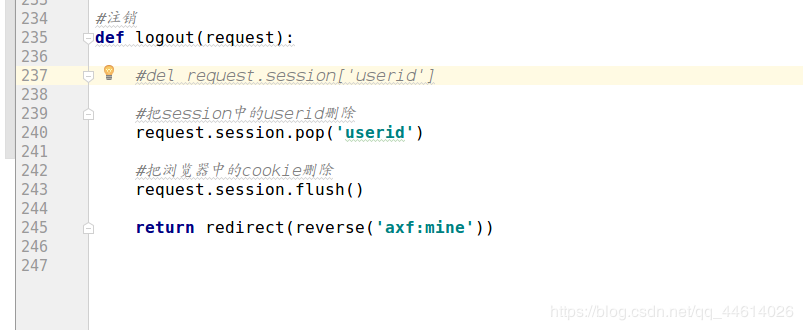 233
234 #注销
235 def logout(request):
236
237 #del request.session['userid']
238
239 #把session中的userid删除
240 request.session.pop('userid')
241
242 #把浏览器中的cookie删除
243 request.session.flush()
244
245 return redirect(reverse('axf:mine'))
246
247
https://blog.csdn.net/qq_44614026